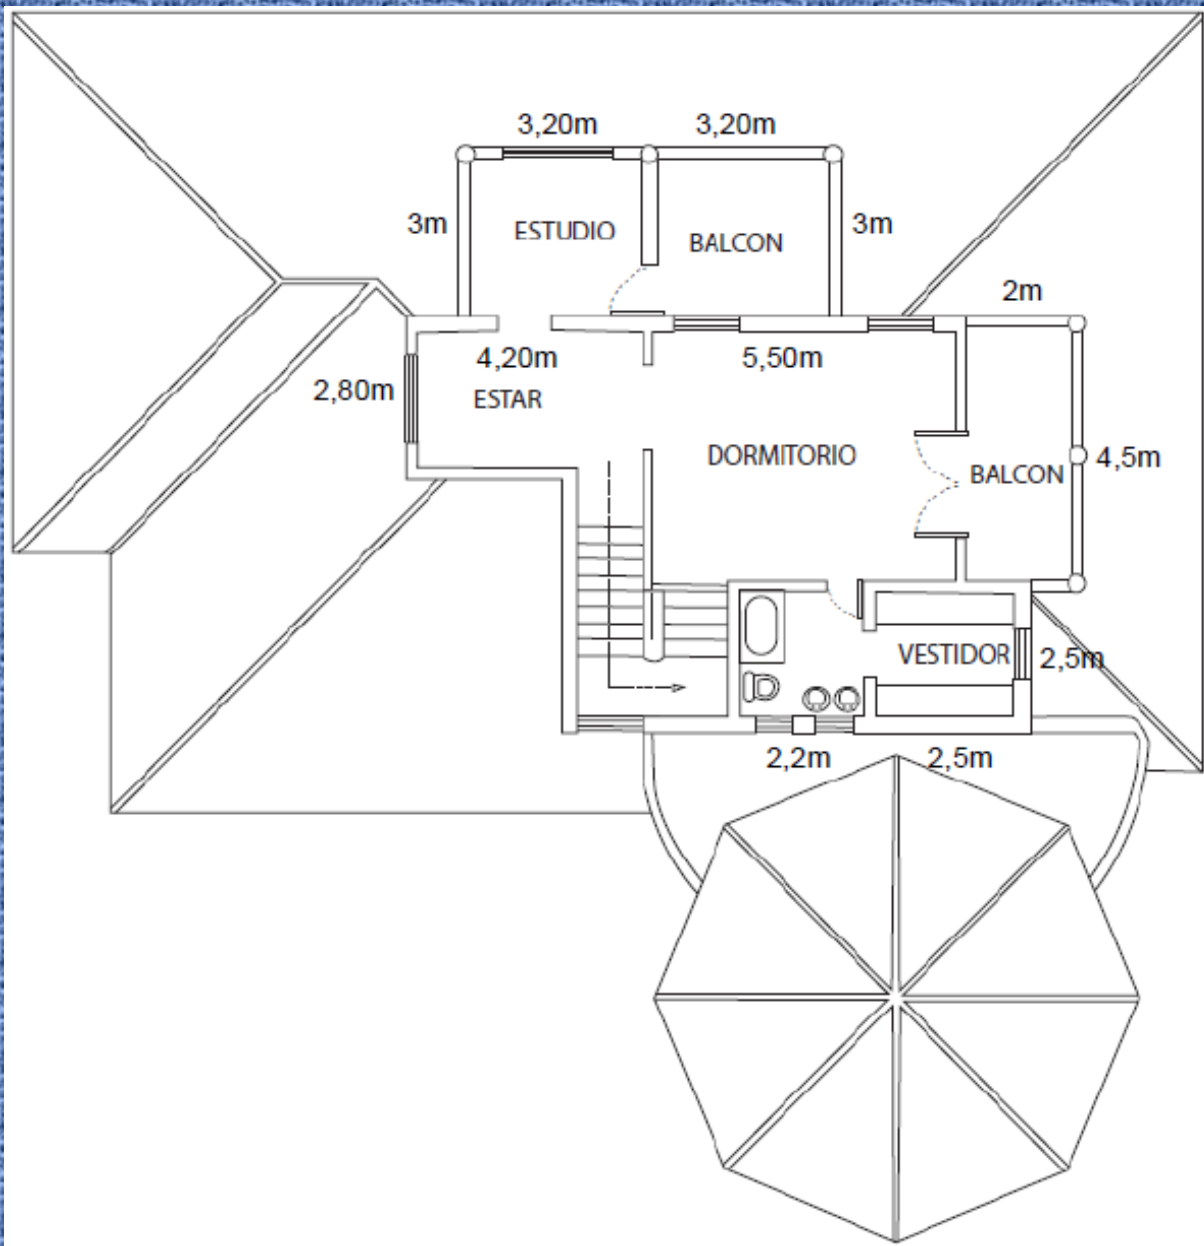 3,20m
3,20m
3m
ESTUDIO
BALCON
3m
2m
4,20m
5,50m
2,80m
ESTAR
DORMITORIO
BALCON
4,5m
VESTIDOR
2,5m
2,2m
2,5m